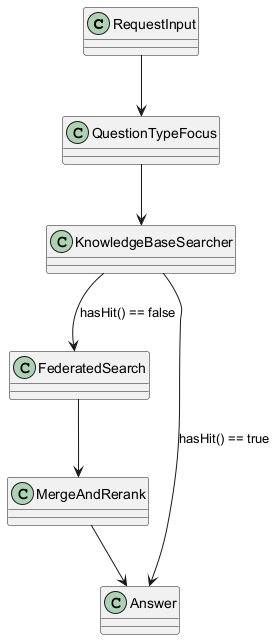 C RequestInput
C QuestionTypeFocus
C KnowledgeBaseSearcher
hasHit() == false
C FederatedSearch
hasHit() == true
C MergeAndRerank
C Answer